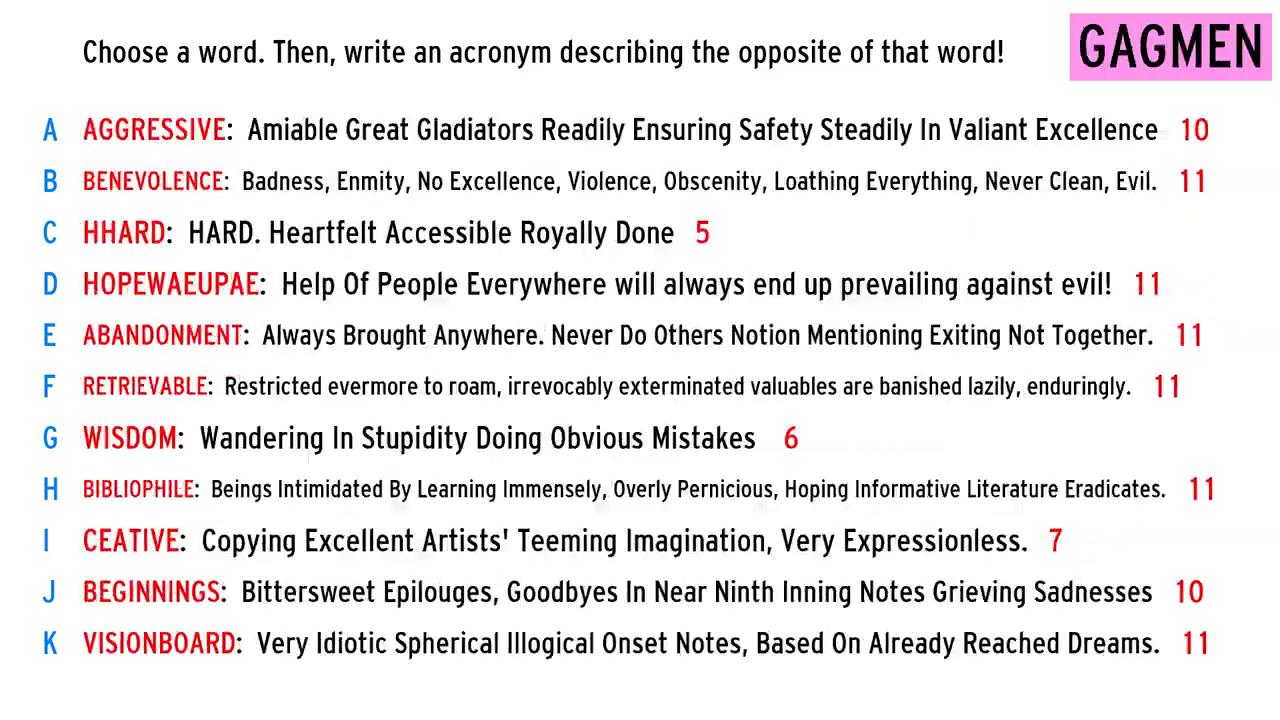 Choose a word. Then, write an acronym describing the opposite of that word!
GAGMEN
A AGGRESSIVE: Amiable Great Gladiators Readily Ensuring Safety Steadily In Valiant Excellence 10
B BENEVOLENCE: Badness, Enmity, No Excellence, Violence, Obscenity, Loathing Everything, Never Clean, Evil. 11
C HHARD: HARD. Heartfelt Accessible Royally Done 5
D HOPEWAEUPAE: Help Of People Everywhere will always end up prevailing against evil! 11
E ABANDONMENT: Always Brought Anywhere. Never Do Others Notion Mentioning Exiting Not Together. 11
F RETRIEVABLE: Restricted evermore to roam, irrevocably exterminated valuables are banished lazily, enduringly. 11
G WISDOM: Wandering In Stupidity Doing Obvious Mistakes 6
H BIBLIOPHILE: Beings Intimidated By Learning Immensely, Overly Pernicious, Hoping Informative Literature Eradicates. 11
I CEATIVE: Copying Excellent Artists' Teeming Imagination, Very Expressionless. 7
J BEGINNINGS: Bittersweet Epilouges, Goodbyes In Near Ninth Inning Notes Grieving Sadnesses 10
K VISIONBOARD: Very Idiotic Spherical Illogical Onset Notes, Based On Already Reached Dreams. 11